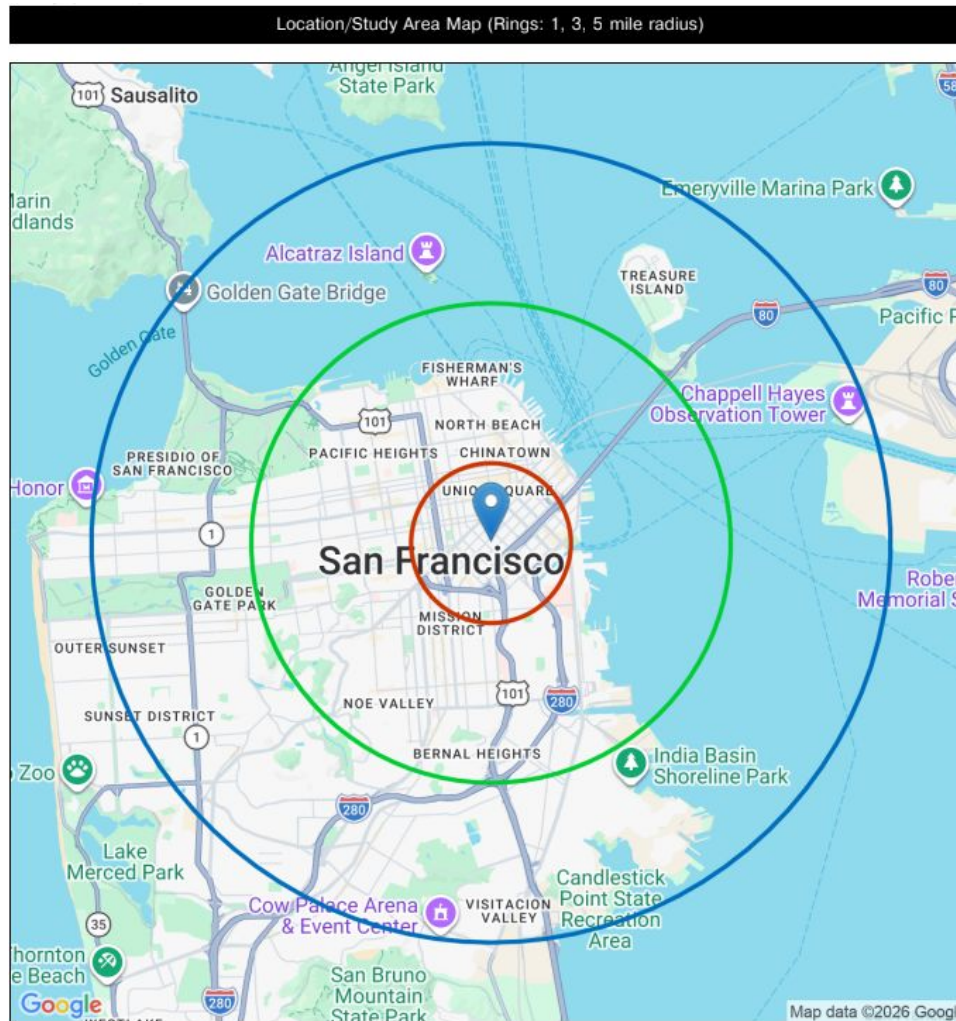 Location/Study Area Map (Rings: 1, 3, 5 mile radius)
Angel Island
State Park
101
Sausalito
580
Emeryville Marina Park
Marin
dlands
Alcatraz Island
TREASURE
ISLAND
Golden Gate Bridge
80
80
Pacific P
Golden Gate
FISHERMAN'S
WHARF
Chappell Hayes
Observation Tower
101
NORTH BEACH
PACIFIC HEIGHTS
CHINATOWN
PRESIDIO OF
SAN FRANCISCO
Honor
UNION SQUARE
1
San Francisco
GOLDEN
GATE PARK
Rober
Memorial S
MISSION
DISTRICT
OUTER SUNSET
NOE VALLEY
101
280
SUNSET DISTRICT
1
BERNAL HEIGHTS
India Basin
Shoreline Park
o Zoo
280
Lake
Merced Park
Candlestick
Point State
Recreation
Area
Cow Palace Arena
& Event Center
VISITACION
VALLEY
35
Thornton
e Beach
San Bruno
Mountain
State Park
280
Google
WESTLAKE
Map data ©2026 Google